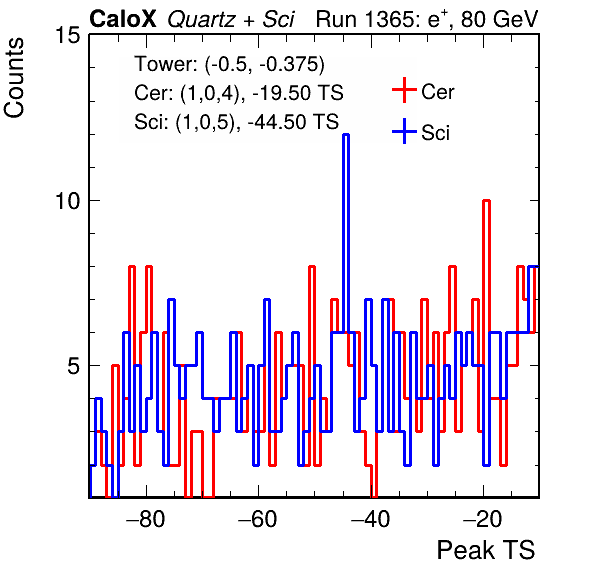 CaloX Quartz + Sci Run 1365: e+, 80 GeV
Counts
15
10
5
Tower: (-0.5, -0.375)
Cer: (1,0,4), -19.50 TS
Sci: (1,0,5), -44.50 TS
Cer
Sci
−80 −60 −40 −20
Peak TS